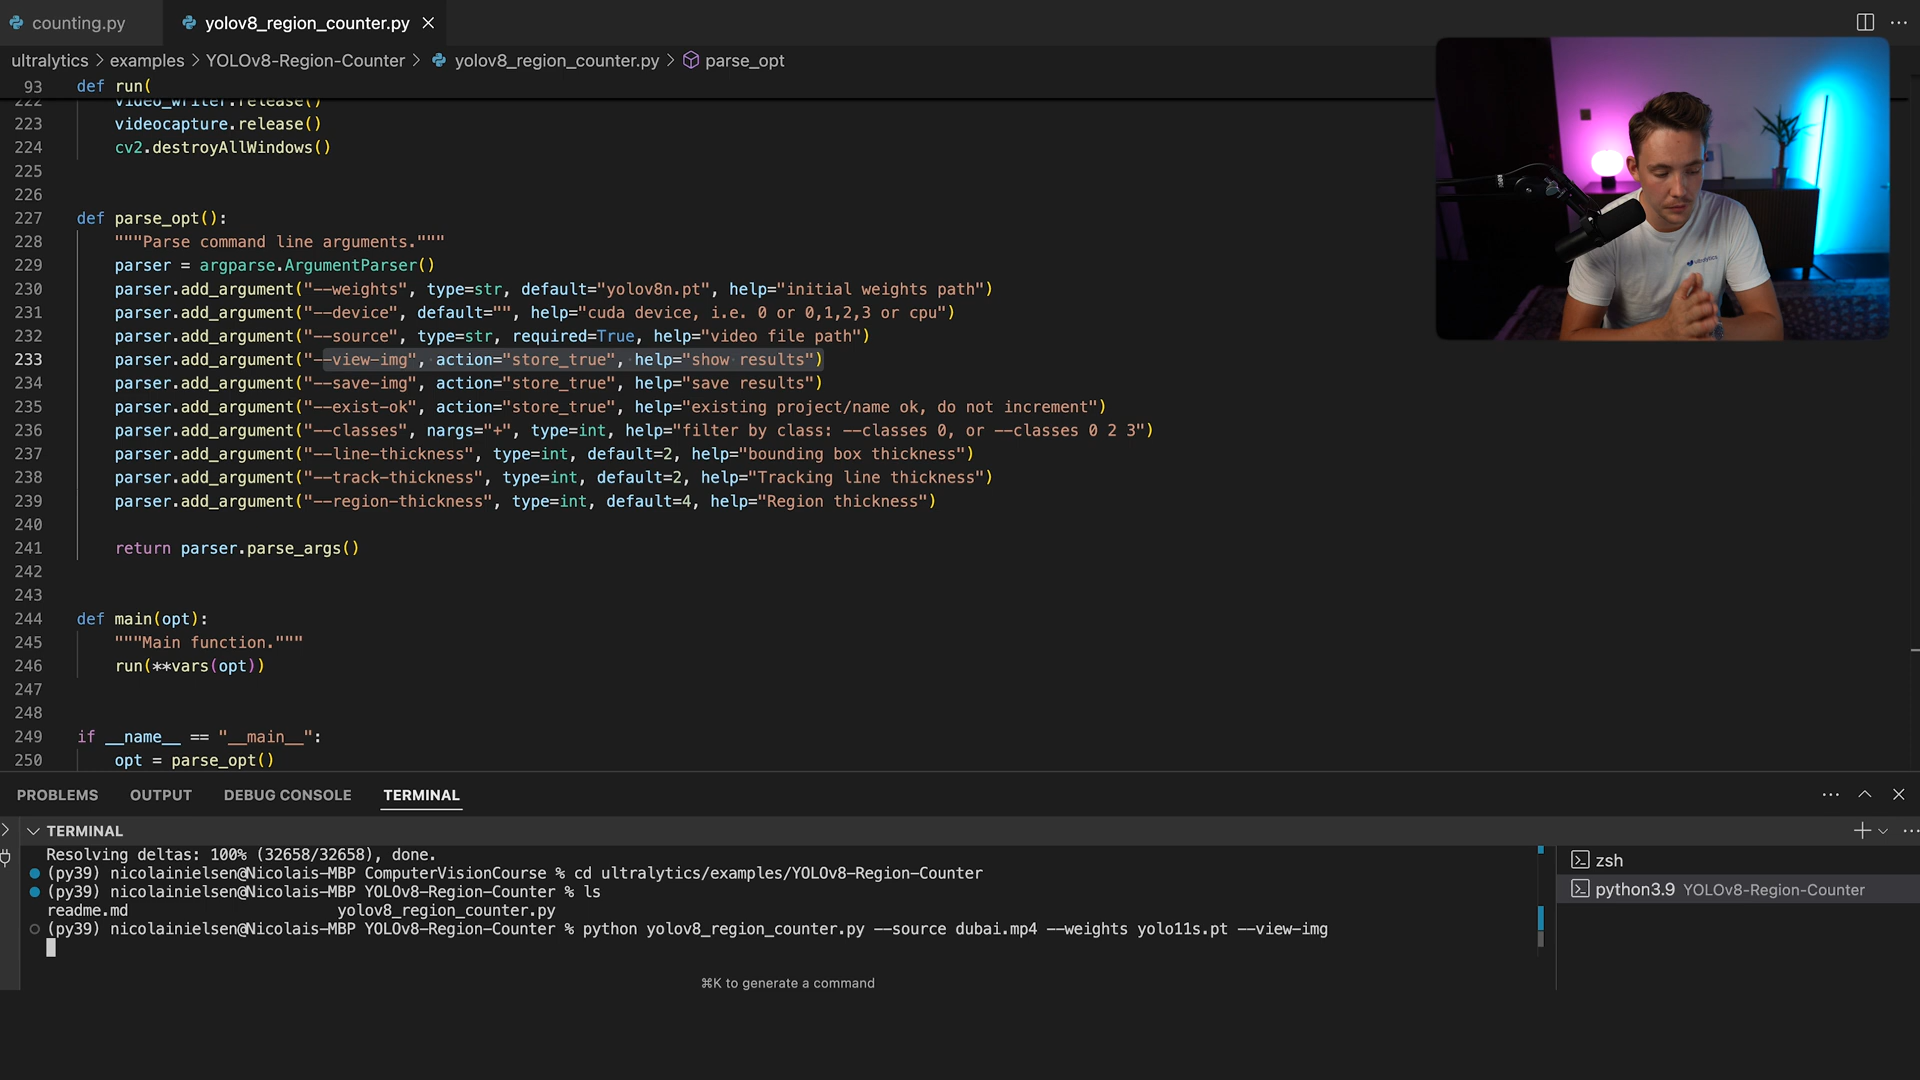 counting.py
yolov8_region_counter.py
ultralytics > examples > YOLOv8-Region-Counter > yolov8_region_counter.py > parse_opt
93 def run(
222 video_writer.release()
223 videocapture.release()
224 cv2.destroyAllWindows()
225
226
227 def parse_opt():
228 """Parse command line arguments."""
229 parser = argparse.ArgumentParser()
230 parser.add_argument("--weights", type=str, default="yolov8n.pt", help="initial weights path")
231 parser.add_argument("--device", default="", help="cuda device, i.e. 0 or 0,1,2,3 or cpu")
232 parser.add_argument("--source", type=str, required=True, help="video file path")
233 parser.add_argument("--view-img", action="store_true", help="show results")
234 parser.add_argument("--save-img", action="store_true", help="save results")
235 parser.add_argument("--exist-ok", action="store_true", help="existing project/name ok, do not increment")
236 parser.add_argument("--classes", nargs="+", type=int, help="filter by class: --classes 0, or --classes 0 2 3")
237 parser.add_argument("--line-thickness", type=int, default=2, help="bounding box thickness")
238 parser.add_argument("--track-thickness", type=int, default=2, help="Tracking line thickness")
239 parser.add_argument("--region-thickness", type=int, default=4, help="Region thickness")
240
241 return parser.parse_args()
242
243
244 def main(opt):
245 """Main function."""
246 run(**vars(opt))
247
248
249 if __name__ == "__main__":
250 opt = parse_opt()
ultralytics
PROBLEMS OUTPUT DEBUG CONSOLE TERMINAL
TERMINAL
Resolving deltas: 100% (32658/32658), done.
(py39) nicolainielsen@Nicolais-MBP ComputerVisionCourse % cd ultralytics/examples/YOLOv8-Region-Counter
(py39) nicolainielsen@Nicolais-MBP YOLOv8-Region-Counter % ls
readme.md yolov8_region_counter.py
(py39) nicolainielsen@Nicolais-MBP YOLOv8-Region-Counter % python yolov8_region_counter.py --source dubai.mp4 --weights yolo11s.pt --view-img
⌘K to generate a command
zsh
python3.9 YOLOv8-Region-Counter